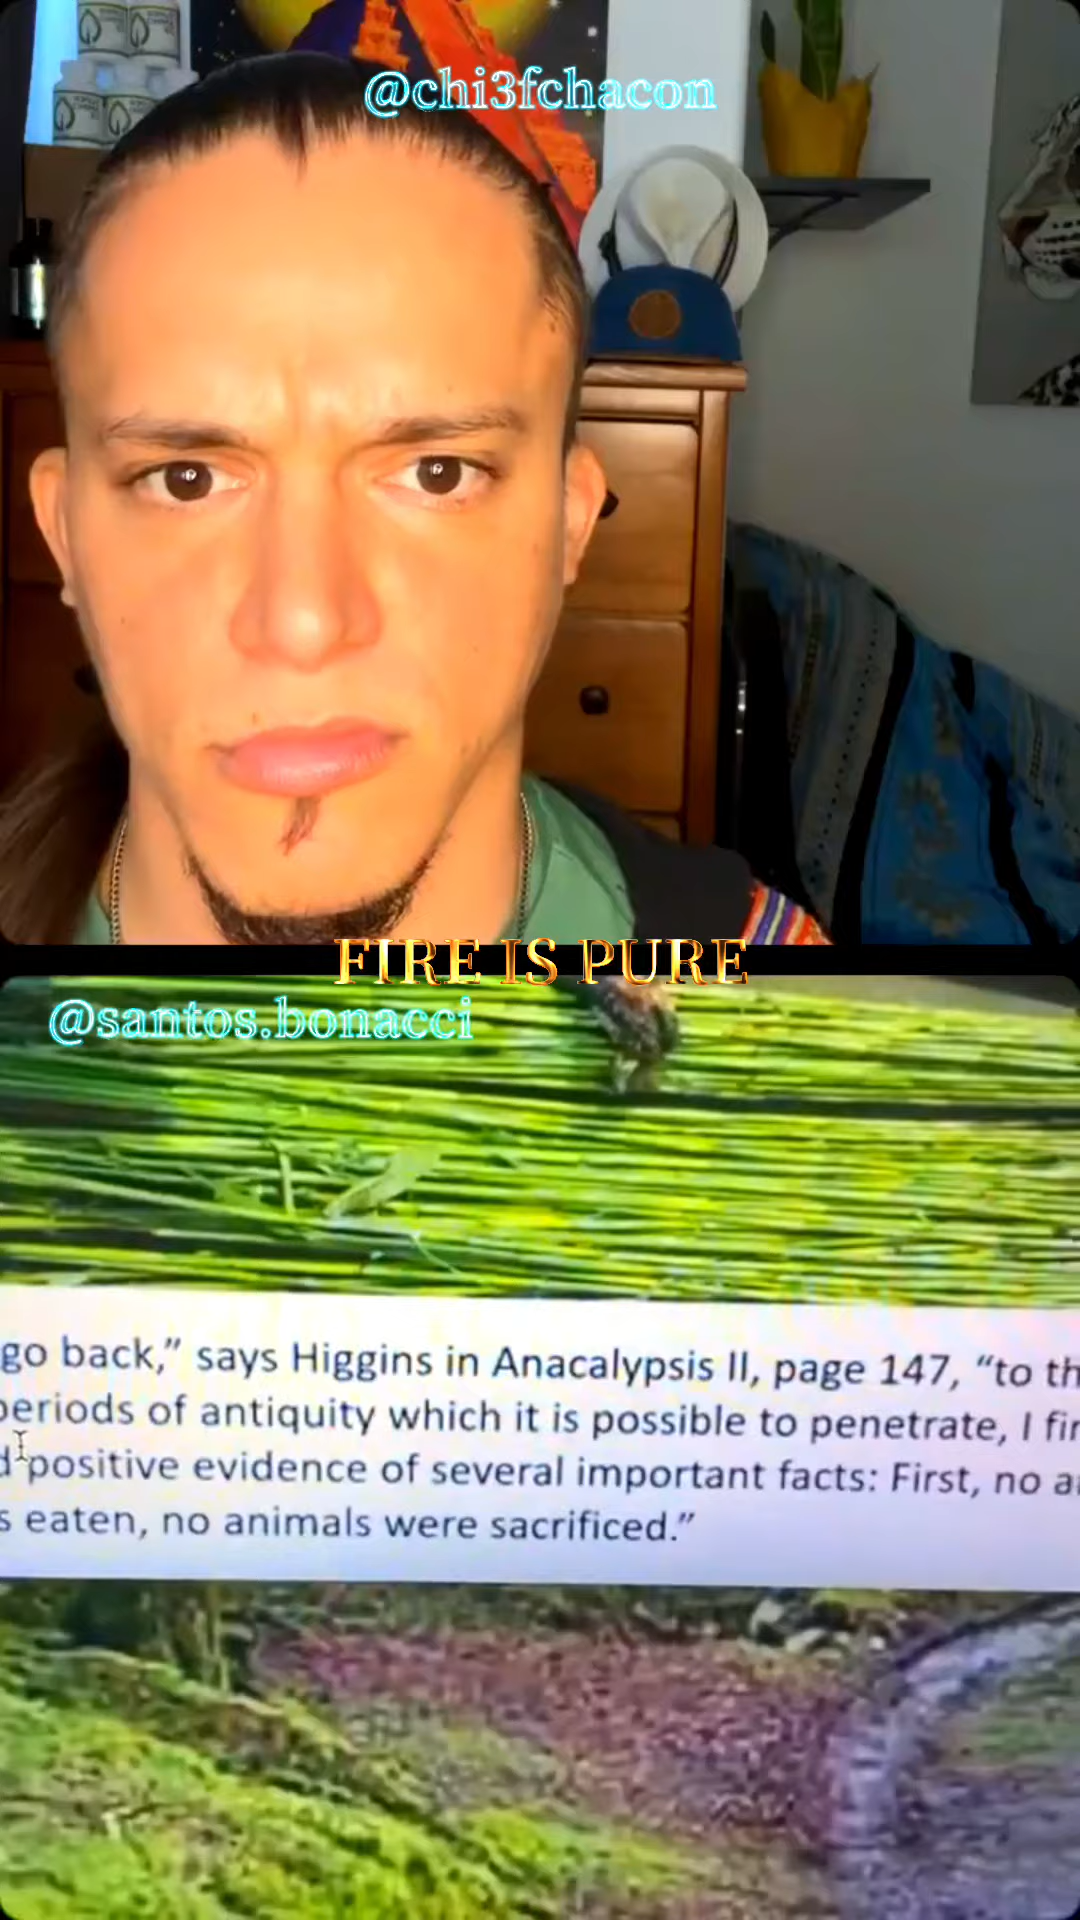 @chi3fchacon
FIRE IS PURE
@santos.bonacci
go back,” says Higgins in Anacalypsis II, page 147, “to th
periods of antiquity which it is possible to penetrate, I fin
positive evidence of several important facts: First, no a
s eaten, no animals were sacrificed.”